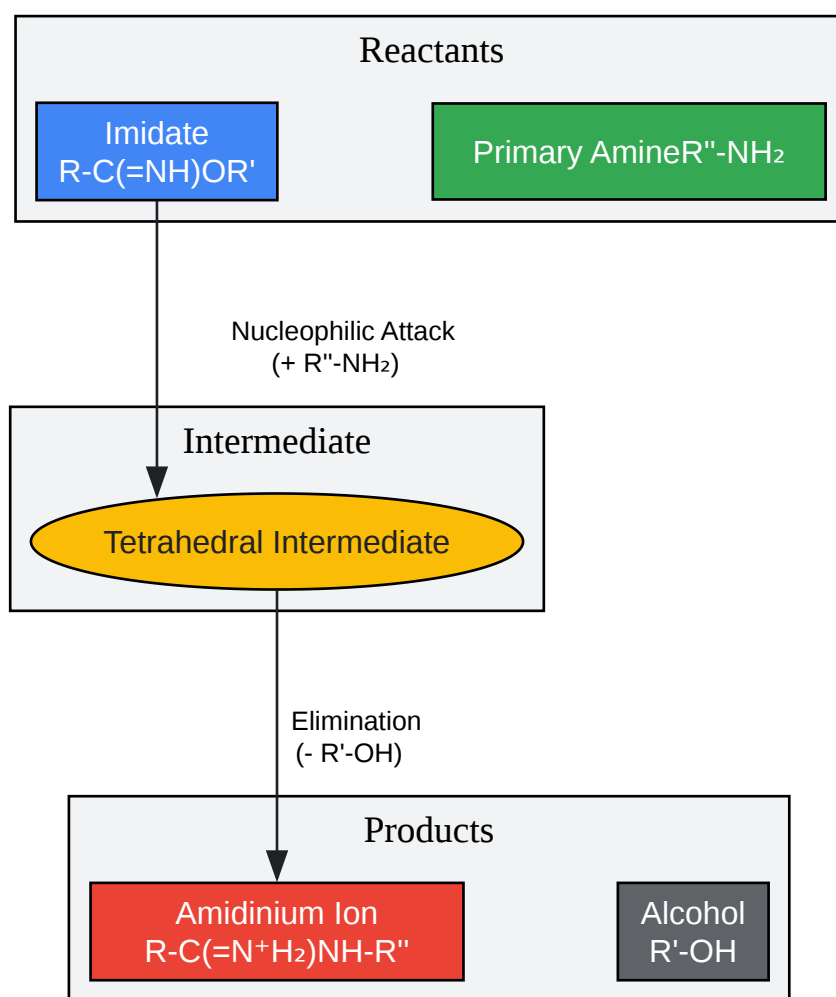 Reactants
Imidate
R-C(=NH)OR'
Primary AmineR"-NH₂
Nucleophilic Attack
(+ R"-NH₂)
Intermediate
Tetrahedral Intermediate
Elimination
(- R'-OH)
Products
Amidinium Ion
R-C(=N⁺H₂)NH-R"
Alcohol
R'-OH